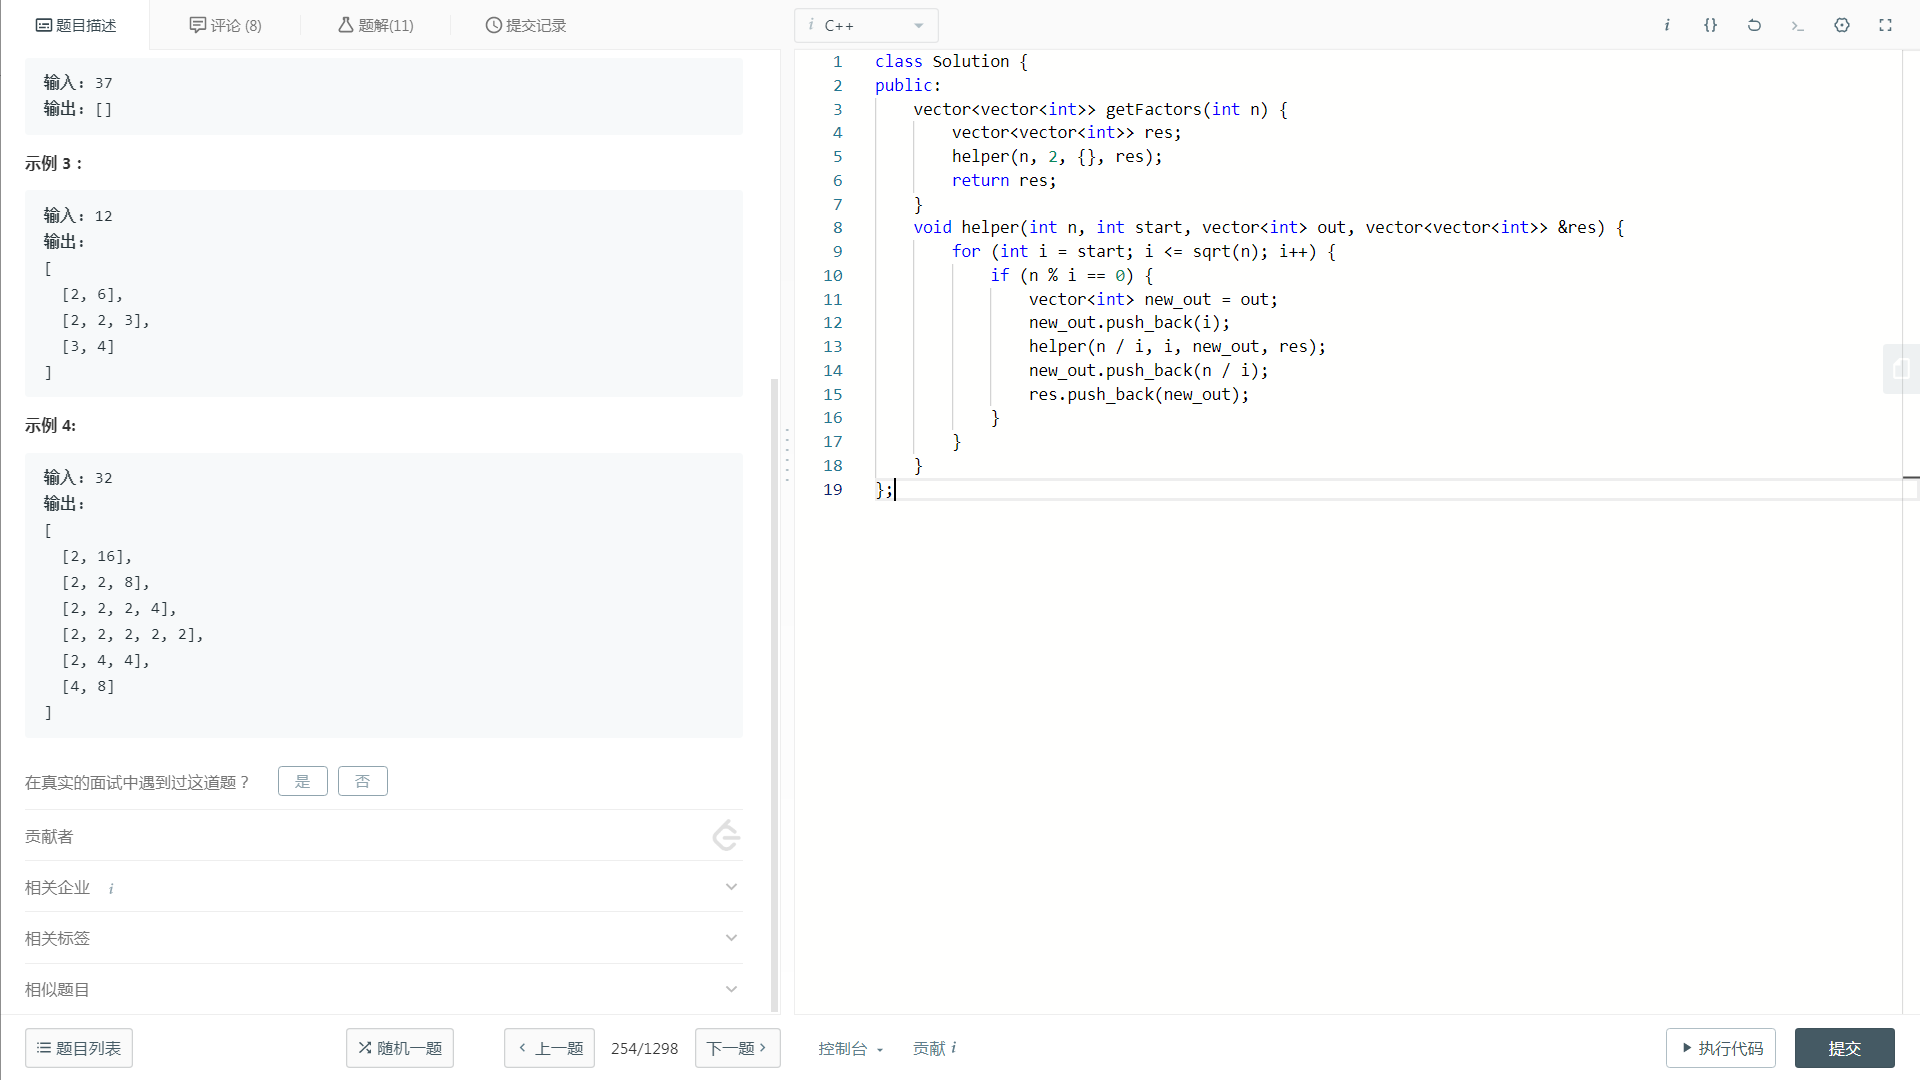 题目描述
评论 (8)
题解(11)
提交记录
输入：37
输出：[]
示例 3：
输入：12
输出：
[
  [2, 6],
  [2, 2, 3],
  [3, 4]
]
示例 4:
输入：32
输出：
[
  [2, 16],
  [2, 2, 8],
  [2, 2, 2, 4],
  [2, 2, 2, 2, 2],
  [2, 4, 4],
  [4, 8]
]
在真实的面试中遇到过这道题？ 是 否
贡献者
相关企业 i
相关标签
相似题目
题目列表
随机一题
上一题
254/1298
下一题
i C++
i {}
1 class Solution {
2 public:
3     vector<vector<int>> getFactors(int n) {
4         vector<vector<int>> res;
5         helper(n, 2, {}, res);
6         return res;
7     }
8     void helper(int n, int start, vector<int> out, vector<vector<int>> &res) {
9         for (int i = start; i <= sqrt(n); i++) {
10             if (n % i == 0) {
11                 vector<int> new_out = out;
12                 new_out.push_back(i);
13                 helper(n / i, i, new_out, res);
14                 new_out.push_back(n / i);
15                 res.push_back(new_out);
16             }
17         }
18     }
19 };
控制台
贡献 i
执行代码
提交